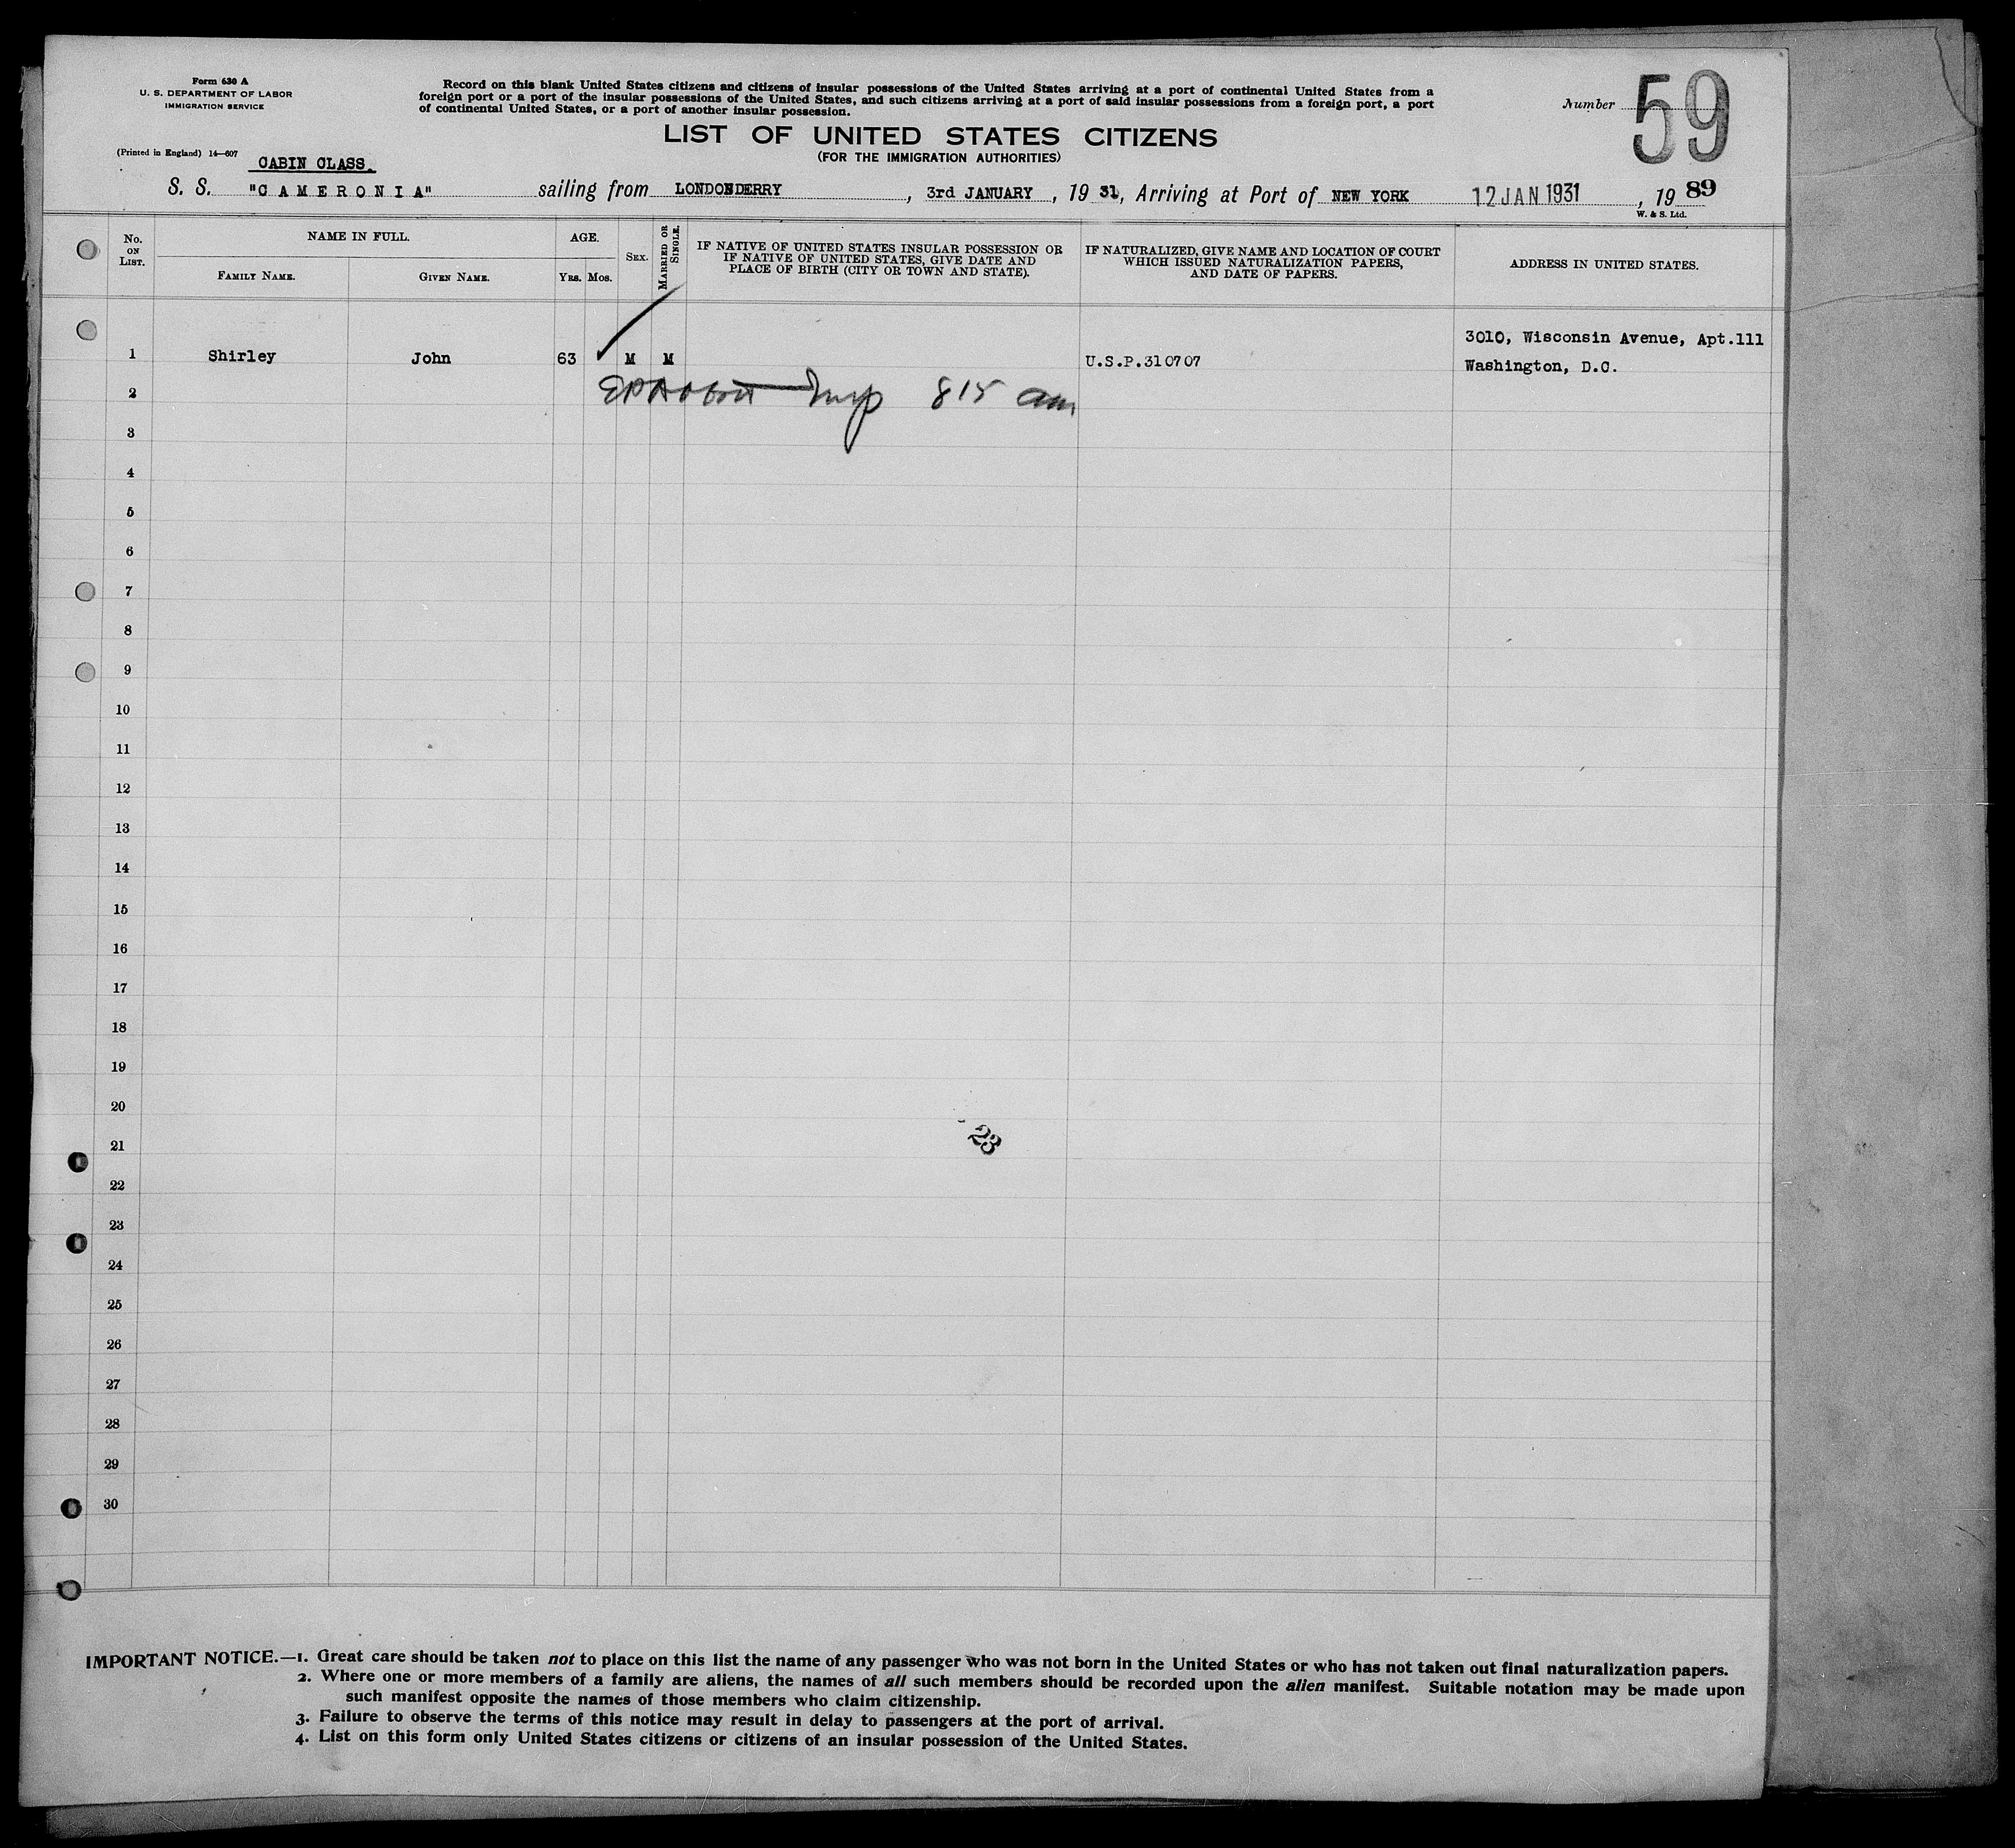 Form 630 A
U. S. DEPARTMENT OF LABOR
IMMIGRATION SERVICE
Record on this blank United States citizens and citizens of insular possessions of the United States arriving at a port of continental United States from a
foreign port or a port of the insular possessions of the United States, and such citizens arriving at a port of said insular possessions from a foreign port, a port
of continental United States, or a port of another insular possession.
Number 59
LIST OF UNITED STATES CITIZENS
(FOR THE IMMIGRATION AUTHORITIES)
(Printed in England) 14—607
CABIN CLASS.
S. S. "CAMERONIA" sailing from LONDONDERRY, 3rd JANUARY, 19 31, Arriving at Port of NEW YORK 12 JAN 1931, 19 89
W. & S. Ltd.
No. ON LIST.
NAME IN FULL.
FAMILY NAME.
GIVEN NAME.
AGE.
YRS. MOS.
SEX.
MARRIED OR SINGLE.
IF NATIVE OF UNITED STATES INSULAR POSSESSION OR
IF NATIVE OF UNITED STATES, GIVE DATE AND
PLACE OF BIRTH (CITY OR TOWN AND STATE).
IF NATURALIZED, GIVE NAME AND LOCATION OF COURT
WHICH ISSUED NATURALIZATION PAPERS,
AND DATE OF PAPERS.
ADDRESS IN UNITED STATES.
3010, Wisconsin Avenue, Apt.111
1 Shirley John 63 M M U.S.P.310707 Washington, D.C.
2 Insp 815 am
3
4
5
6
7
8
9
10
11
12
13
14
15
16
17
18
19
20
23
21
22
23
24
25
26
27
28
29
30
IMPORTANT NOTICE.—1. Great care should be taken not to place on this list the name of any passenger who was not born in the United States or who has not taken out final naturalization papers.
2. Where one or more members of a family are aliens, the names of all such members should be recorded upon the alien manifest. Suitable notation may be made upon
such manifest opposite the names of those members who claim citizenship.
3. Failure to observe the terms of this notice may result in delay to passengers at the port of arrival.
4. List on this form only United States citizens or citizens of an insular possession of the United States.